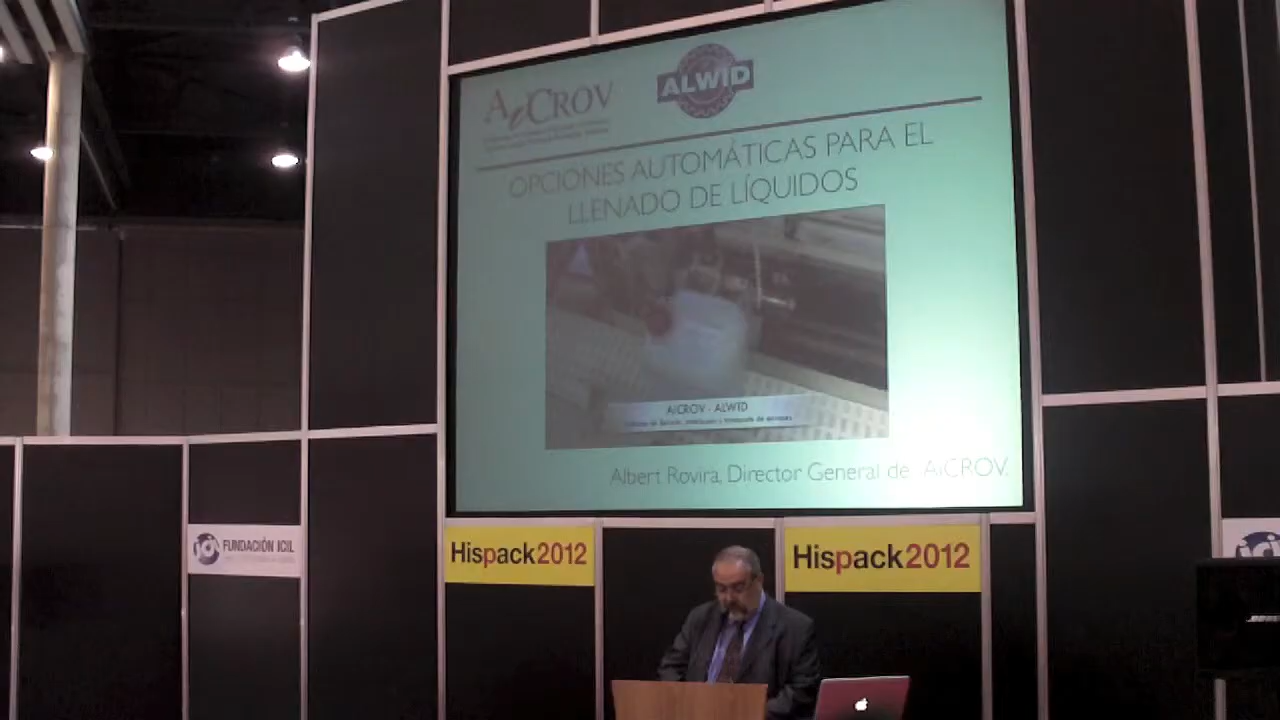 AiCROV
ALWID
OPCIONES AUTOMÁTICAS PARA EL
LLENADO DE LÍQUIDOS
AiCROV - ALWID
Albert Rovira, Director General de AiCROV.
FUNDACIÓN ICIL
Hispack2012
Hispack2012